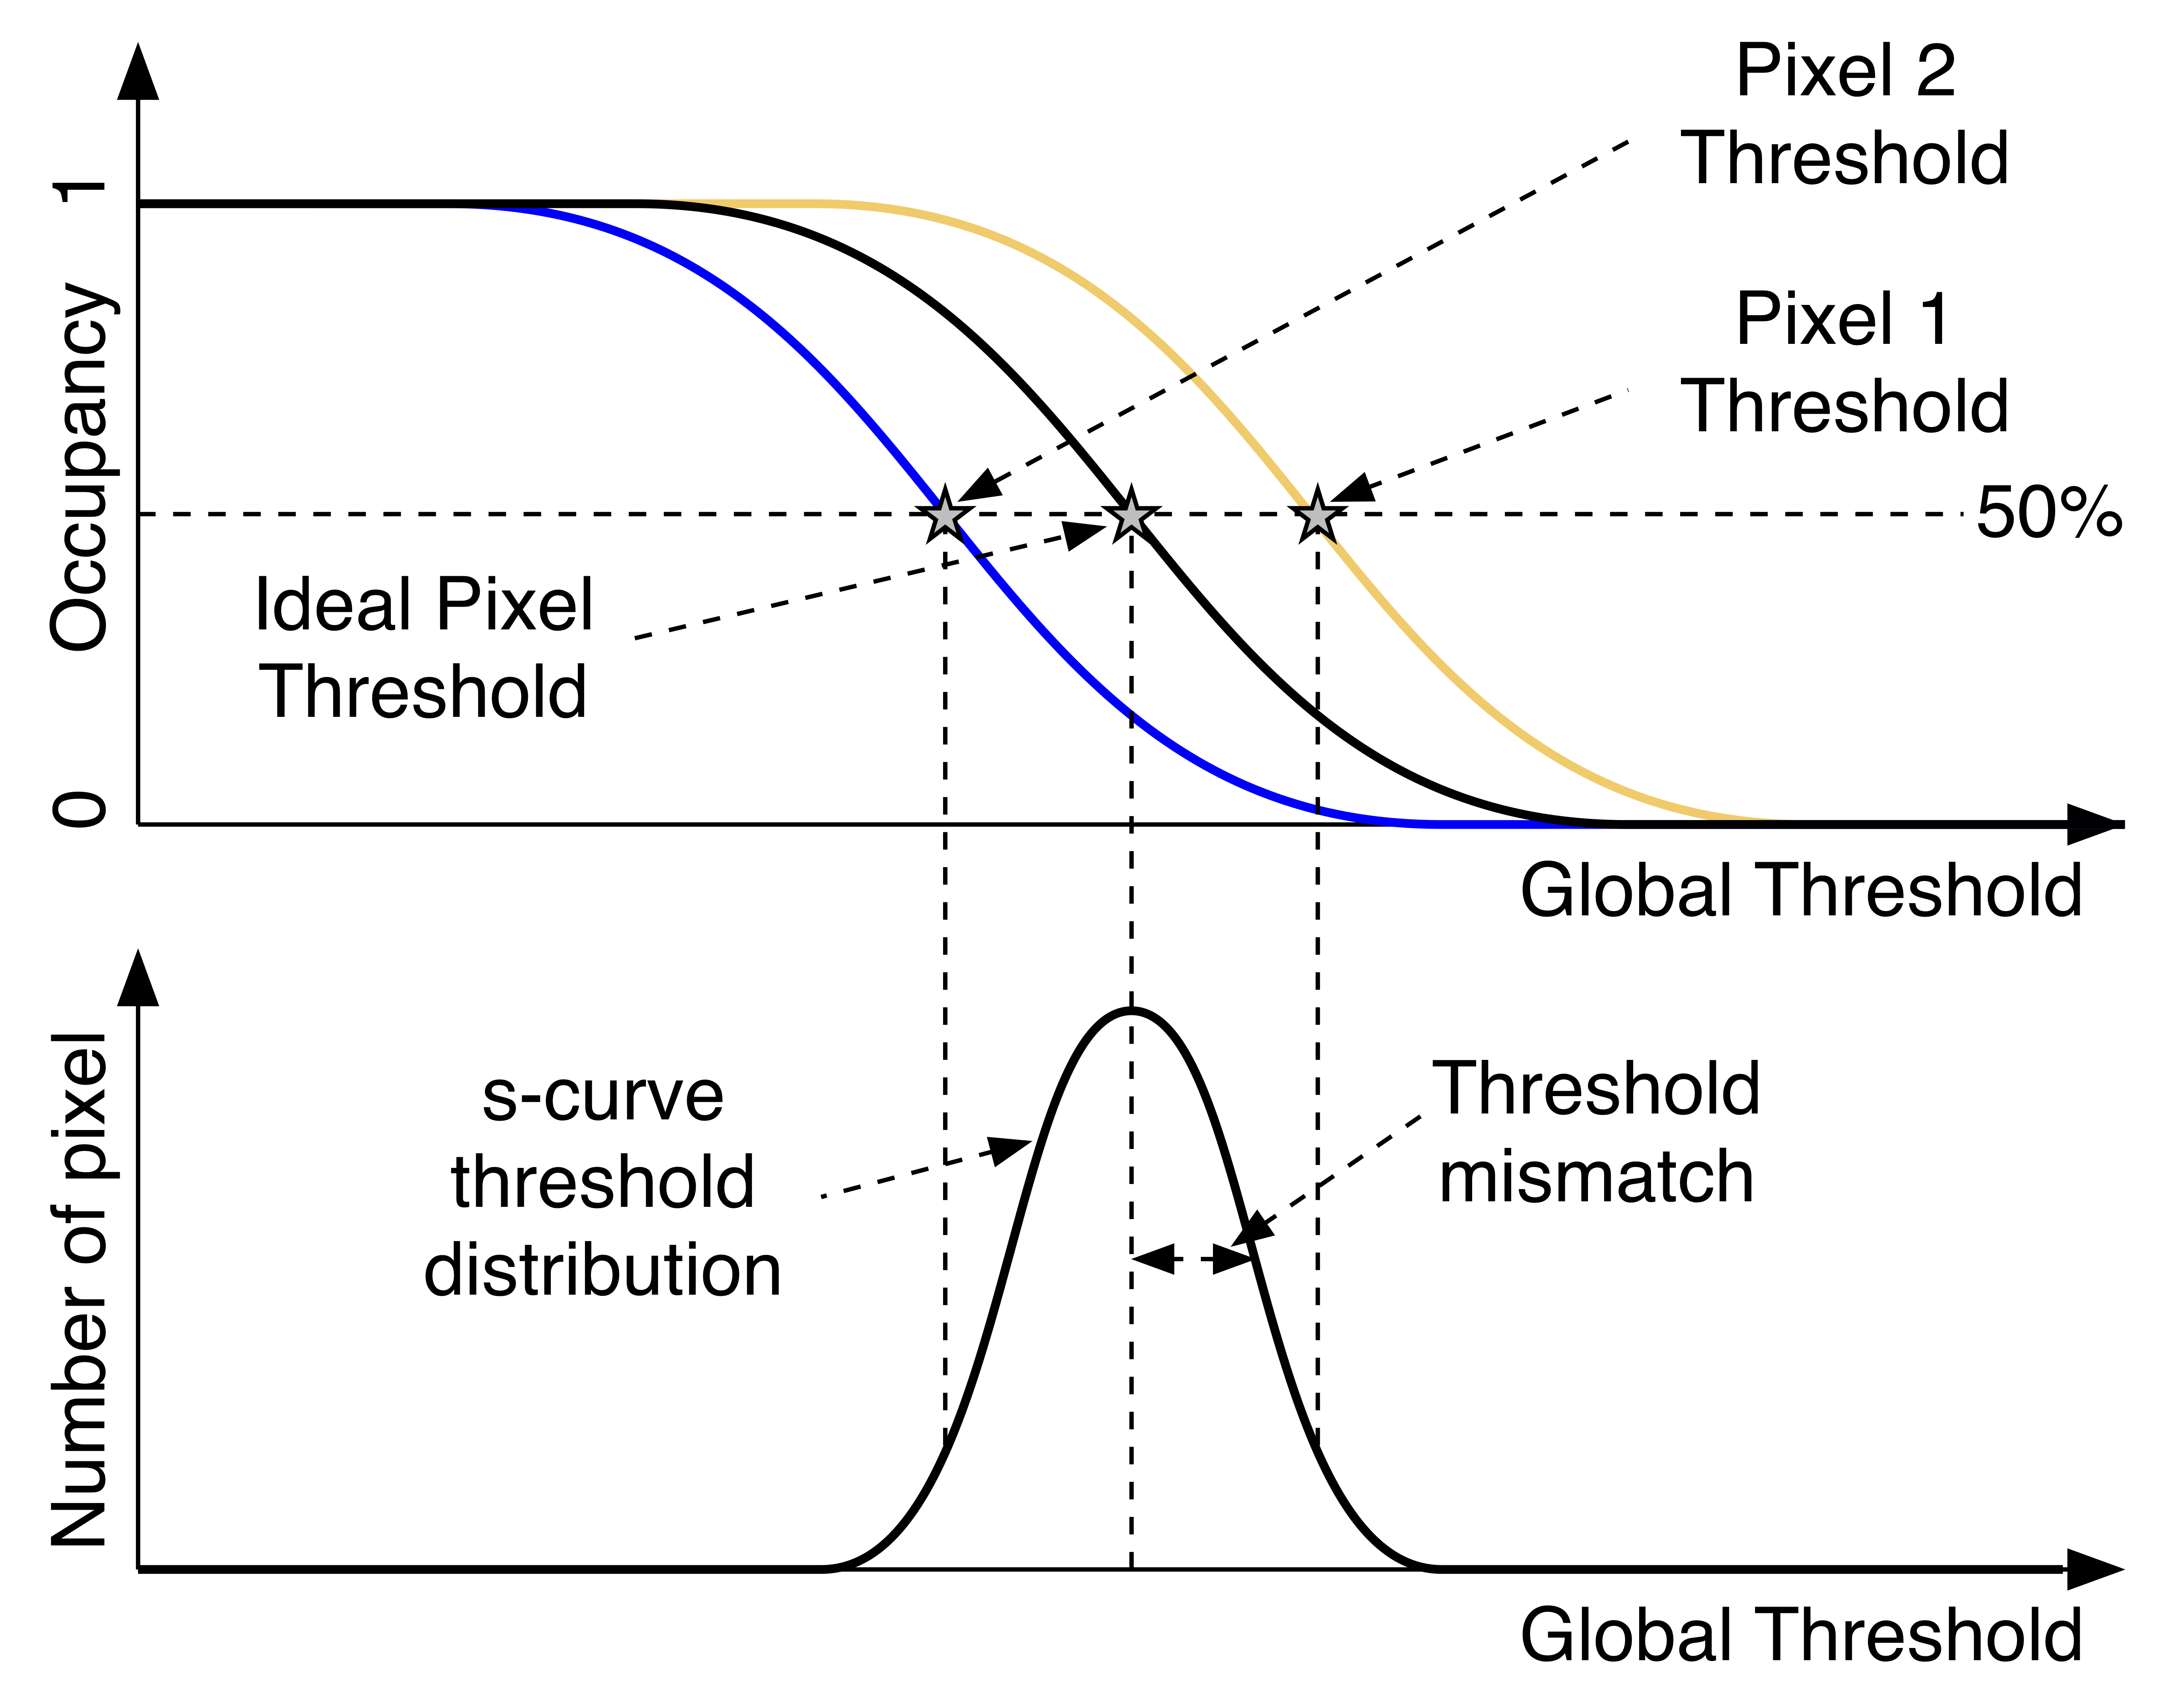 Pixel 2
Threshold
Pixel 1
Threshold
50%
Ideal Pixel
Threshold
0 Occupancy 1
Global Threshold
s-curve
threshold
distribution
Threshold
mismatch
Number of pixel
Global Threshold